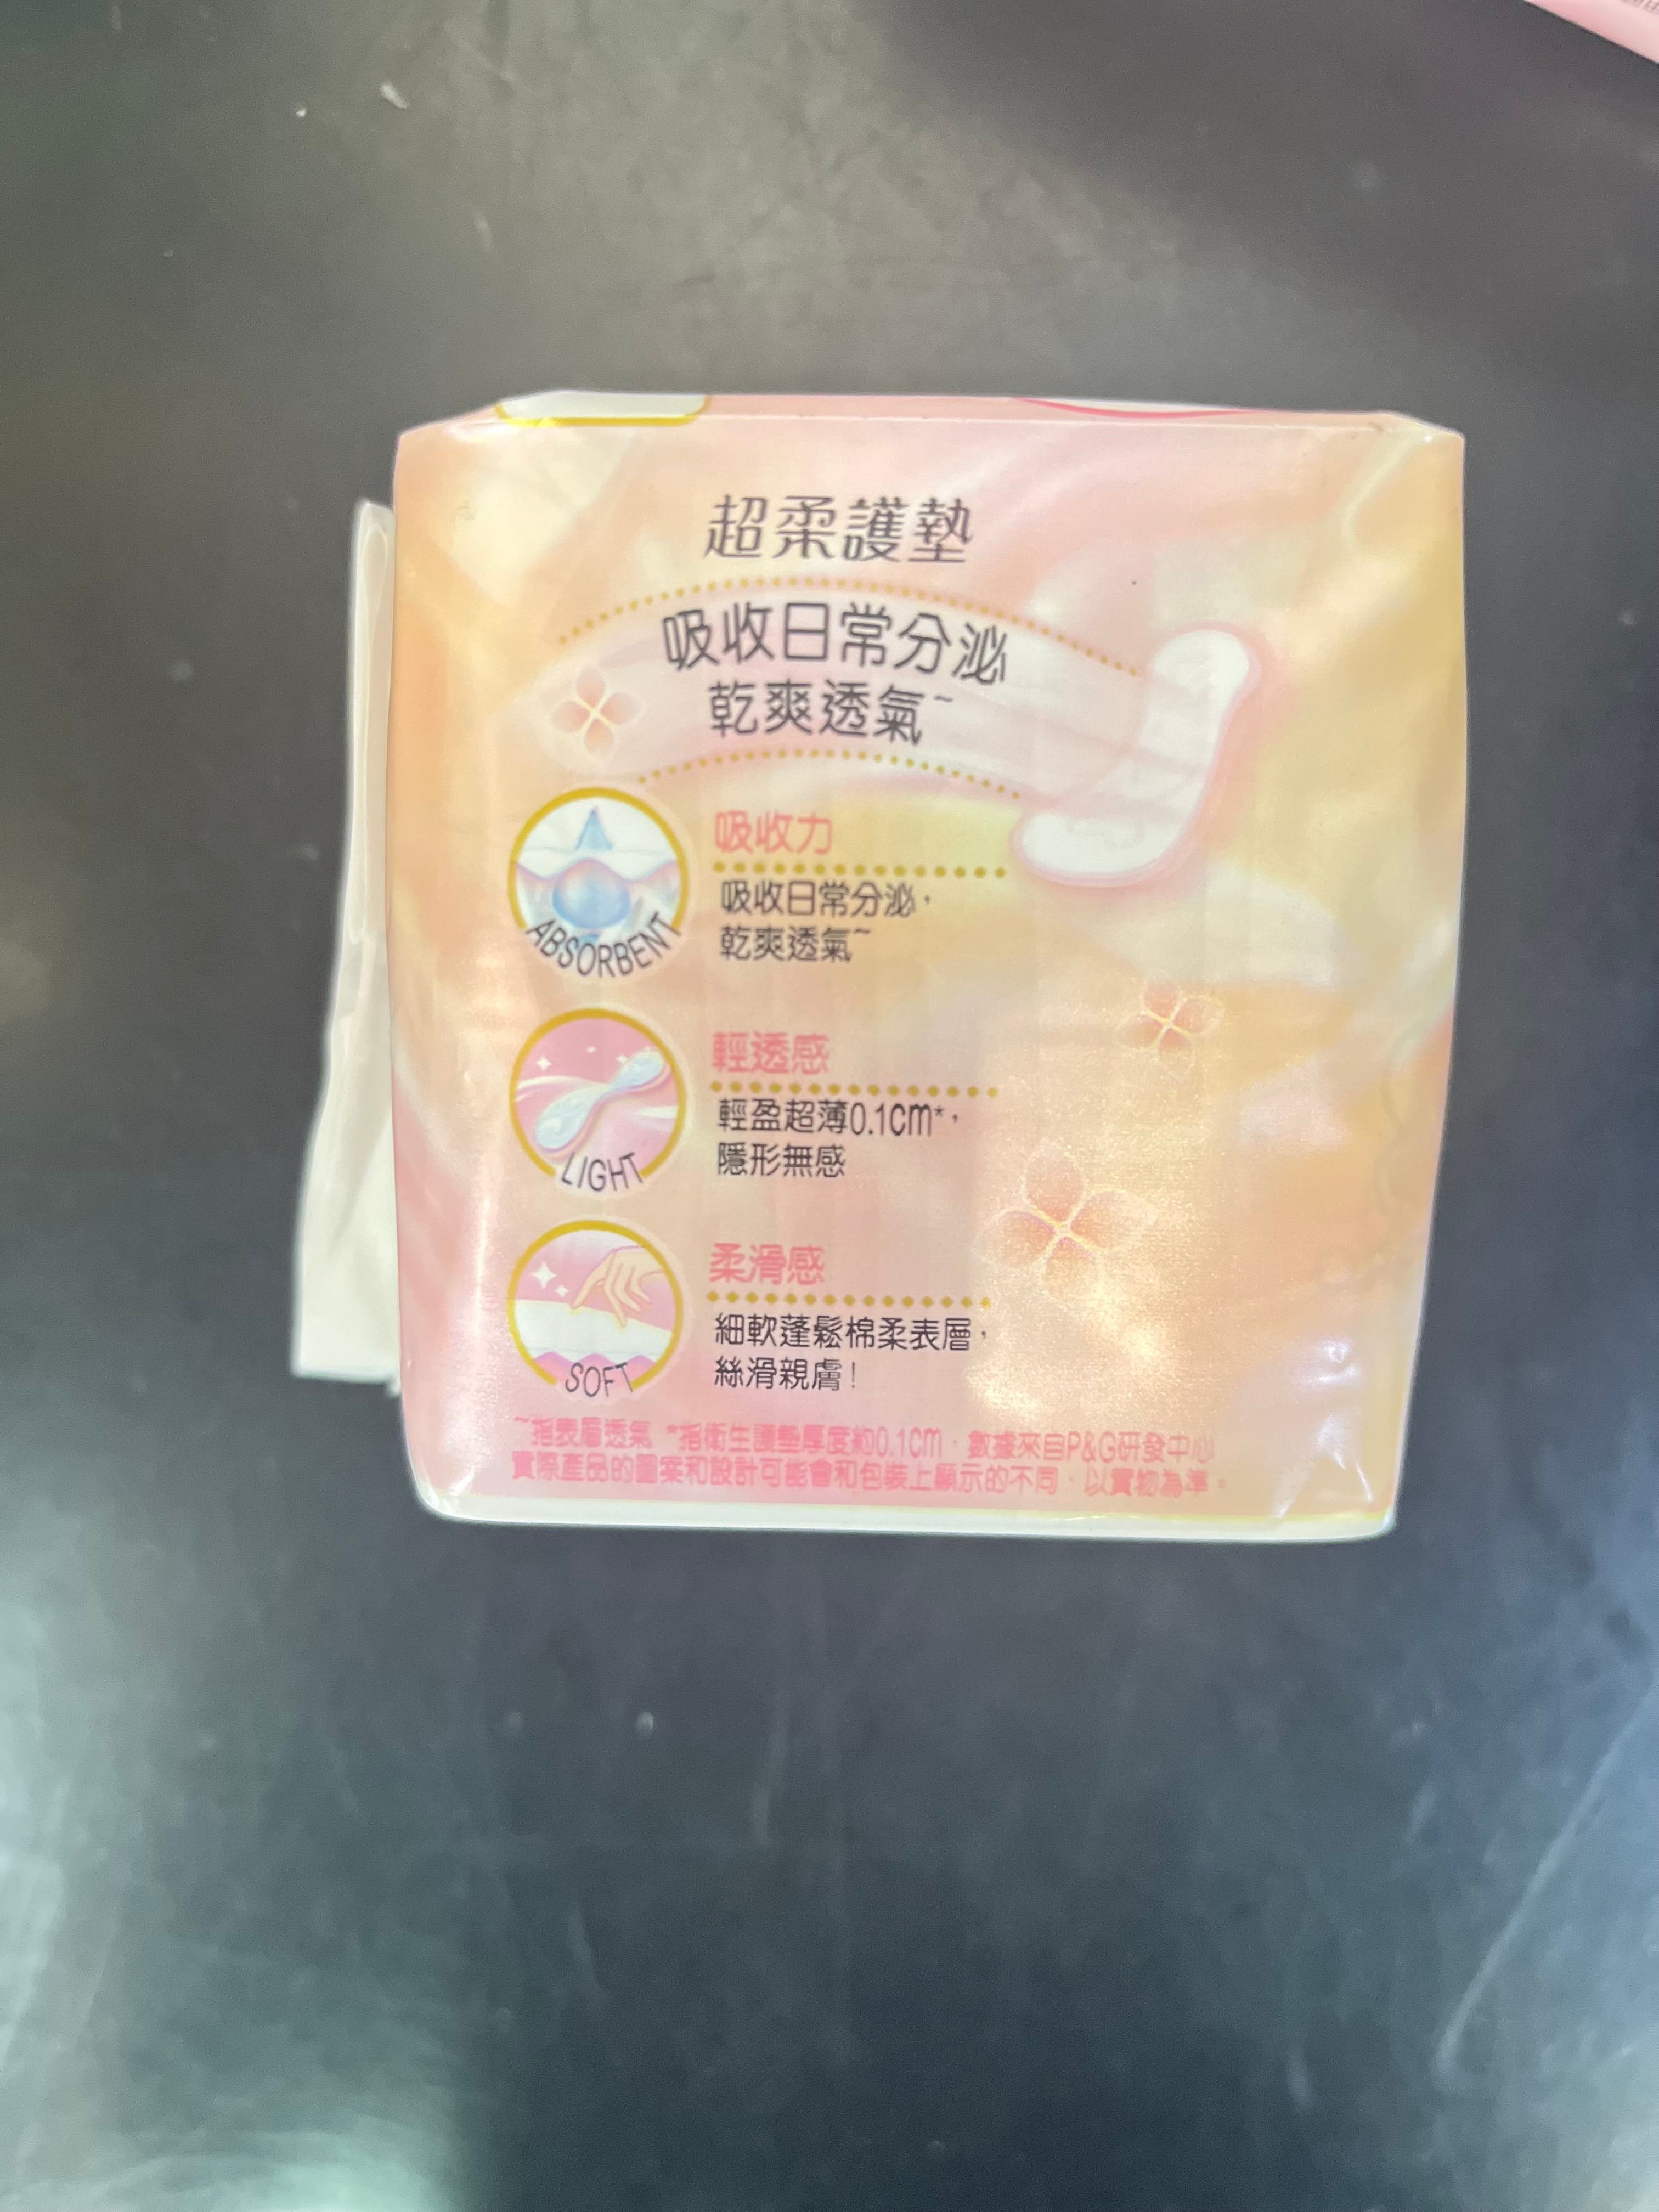 超柔護墊
吸收日常分泌
乾爽透氣~
ABSORBENT
吸收力
吸收日常分泌，
乾爽透氣~
LIGHT
輕透感
輕盈超薄0.1cm*，
隱形無感
SOFT
柔滑感
細軟蓬鬆棉柔表層，
絲滑親膚！
~指表層透氣 *指衛生護墊厚度約0.1cm，數據來自P&G研發中心
實際產品的圖案和設計可能會和包裝上顯示的不同，以實物為準。